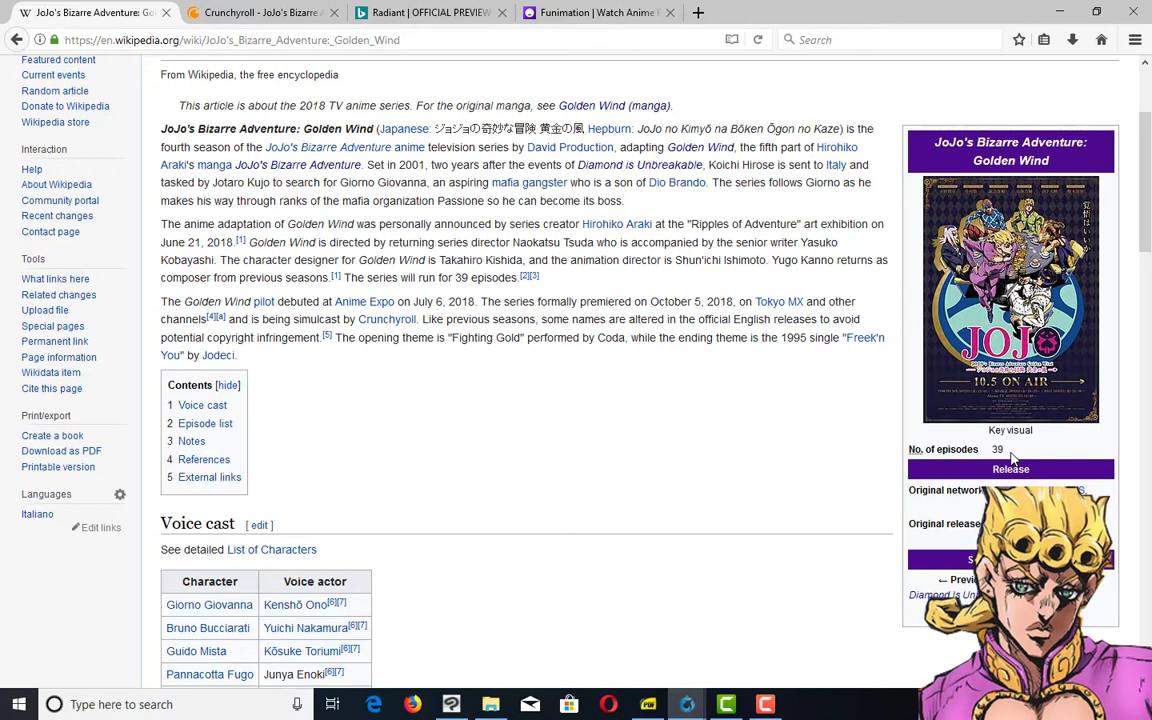 JoJo's Bizarre Adventure: Gol
Crunchyroll - JoJo's Bizarre A
Radiant | OFFICIAL PREVIEW
Funimation | Watch Anime
https://en.wikipedia.org/wiki/JoJo's_Bizarre_Adventure:_Golden_Wind
Search
Featured content
Current events
Random article
Donate to Wikipedia
Wikipedia store
Interaction
Help
About Wikipedia
Community portal
Recent changes
Contact page
Tools
What links here
Related changes
Upload file
Special pages
Permanent link
Page information
Wikidata item
Cite this page
Print/export
Create a book
Download as PDF
Printable version
Languages
Italiano
Edit links
From Wikipedia, the free encyclopedia
This article is about the 2018 TV anime series. For the original manga, see Golden Wind (manga).
JoJo's Bizarre Adventure: Golden Wind (Japanese: ジョジョの奇妙な冒険 黄金の風 Hepburn: JoJo no Kimyō na Bōken Ōgon no Kaze) is the
fourth season of the JoJo's Bizarre Adventure anime television series by David Production, adapting Golden Wind, the fifth part of Hirohiko
Araki's manga JoJo's Bizarre Adventure. Set in 2001, two years after the events of Diamond is Unbreakable, Koichi Hirose is sent to Italy and
tasked by Jotaro Kujo to search for Giorno Giovanna, an aspiring mafia gangster who is a son of Dio Brando. The series follows Giorno as he
makes his way through ranks of the mafia organization Passione so he can become its boss.
The anime adaptation of Golden Wind was personally announced by series creator Hirohiko Araki at the "Ripples of Adventure" art exhibition on
June 21, 2018.[1] Golden Wind is directed by returning series director Naokatsu Tsuda who is accompanied by the senior writer Yasuko
Kobayashi. The character designer for Golden Wind is Takahiro Kishida, and the animation director is Shun'ichi Ishimoto. Yugo Kanno returns as
composer from previous seasons.[1] The series will run for 39 episodes.[2][3]
The Golden Wind pilot debuted at Anime Expo on July 6, 2018. The series formally premiered on October 5, 2018, on Tokyo MX and other
channels[4][a] and is being simulcast by Crunchyroll. Like previous seasons, some names are altered in the official English releases to avoid
potential copyright infringement.[5] The opening theme is "Fighting Gold" performed by Coda, while the ending theme is the 1995 single "Freek'n
You" by Jodeci.
Contents [hide]
1 Voice cast
2 Episode list
3 Notes
4 References
5 External links
Voice cast [ edit ]
See detailed List of Characters
Character Voice actor
Giorno Giovanna Kenshō Ono[6][7]
Bruno Bucciarati Yuichi Nakamura[6][7]
Guido Mista Kōsuke Toriumi[6][7]
Pannacotta Fugo Junya Enoki[6][7]
JoJo's Bizarre Adventure:
Golden Wind
覚悟はいいか
JOJO
10.5 ON AIR
Key visual
No. of episodes 39
Release
Original network
Original release
← Previ
Diamond Is Un
Type here to search